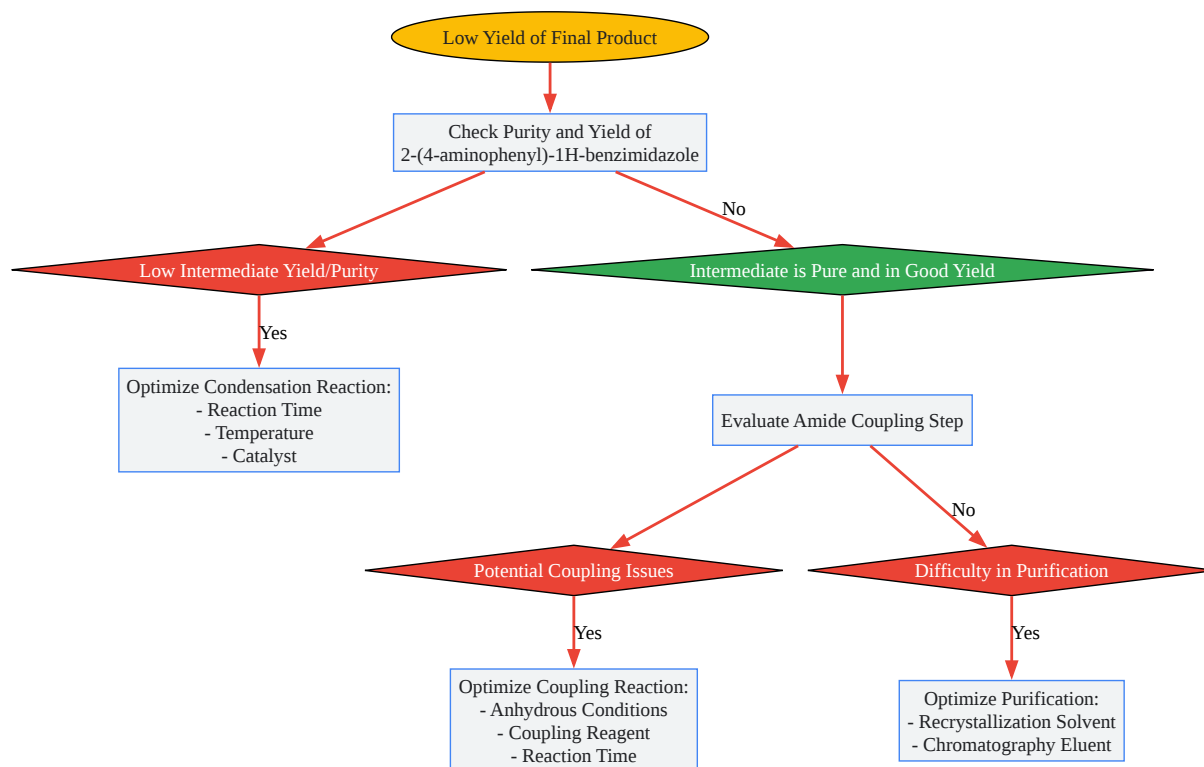 Low Yield of Final Product
Check Purity and Yield of
2-(4-aminophenyl)-1H-benzimidazole
No
Low Intermediate Yield/Purity
Intermediate is Pure and in Good Yield
Yes
Optimize Condensation Reaction:
- Reaction Time
- Temperature
- Catalyst
Evaluate Amide Coupling Step
No
Potential Coupling Issues
Difficulty in Purification
Yes
Yes
Optimize Coupling Reaction:
- Anhydrous Conditions
- Coupling Reagent
- Reaction Time
Optimize Purification:
- Recrystallization Solvent
- Chromatography Eluent